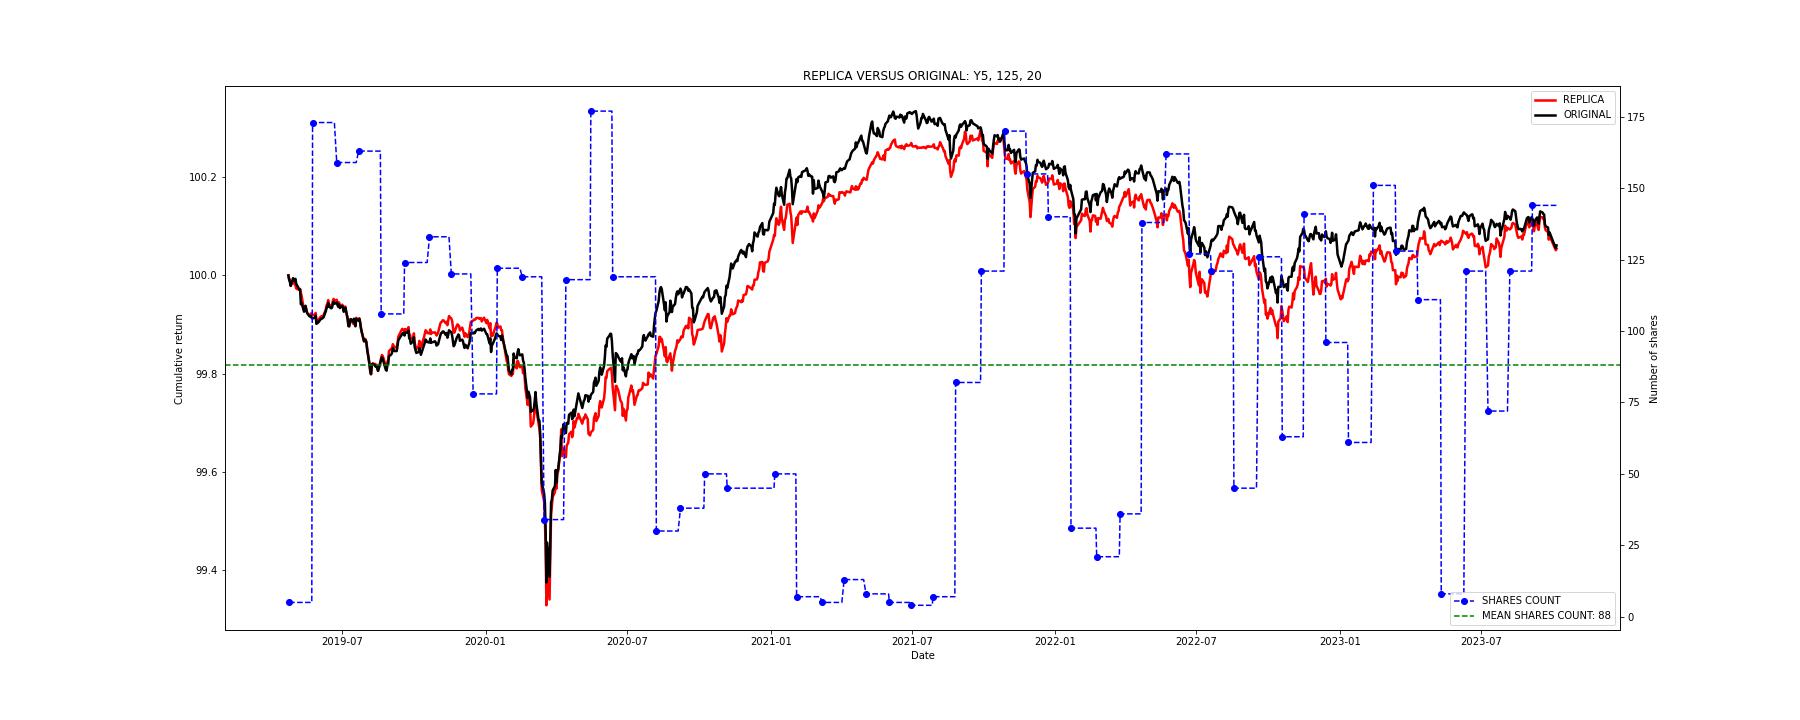 REPLICA VERSUS ORIGINAL: Y5, 125, 20
REPLICA
ORIGINAL
100.2
100.0
99.8
99.6
99.4
Cumulative return
175
150
125
100
75
50
25
0
Number of shares
SHARES COUNT
MEAN SHARES COUNT: 88
2019-07
2020-01
2020-07
2021-01
2021-07
2022-01
2022-07
2023-01
2023-07
Date